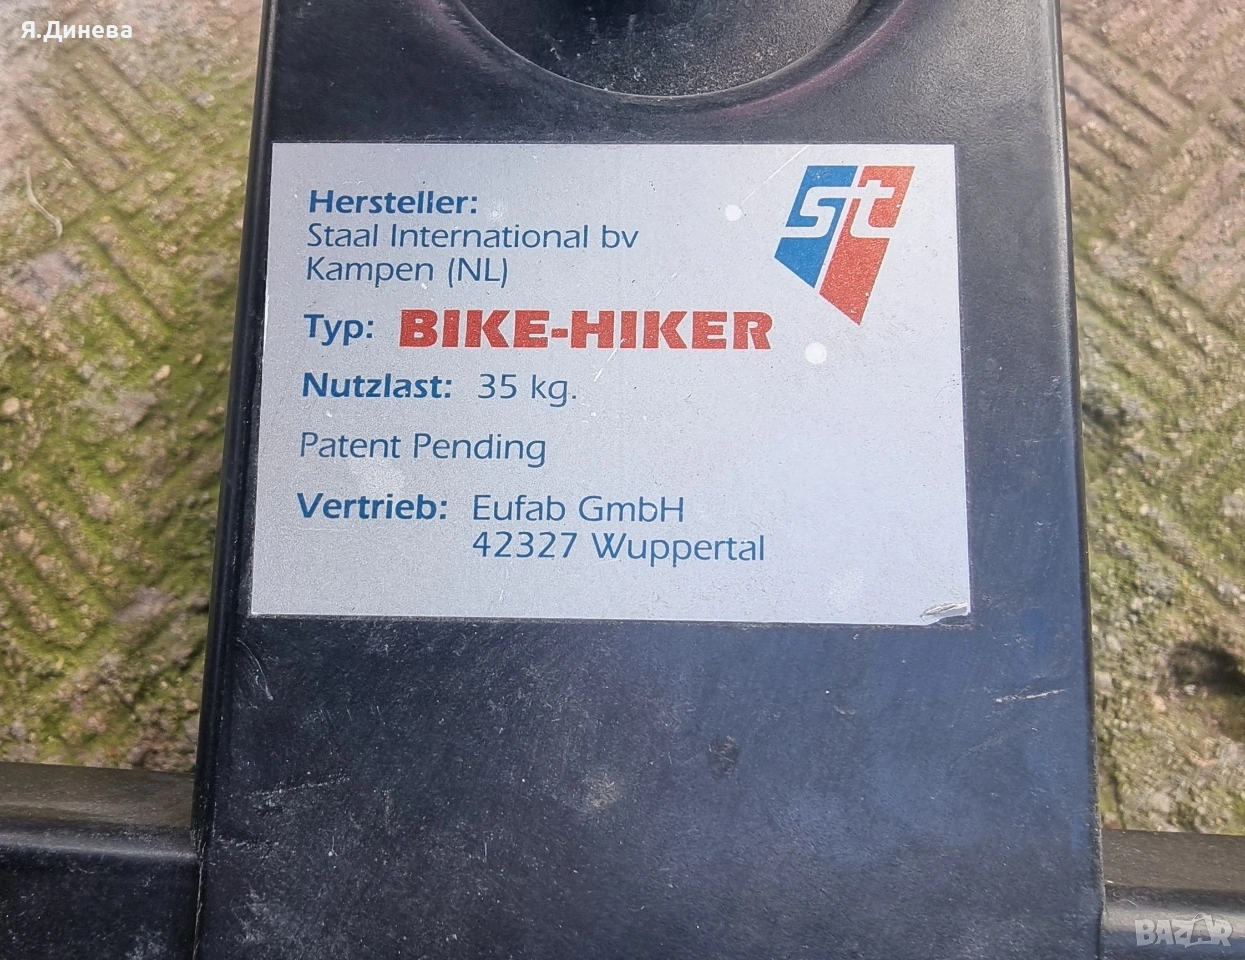 Я.Динева
st
Hersteller:
Staal International bv
Kampen (NL)
Typ: BIKE-HIKER
Nutzlast: 35 kg.
Patent Pending
Vertrieb: Eufab GmbH
42327 Wuppertal
BAZAR